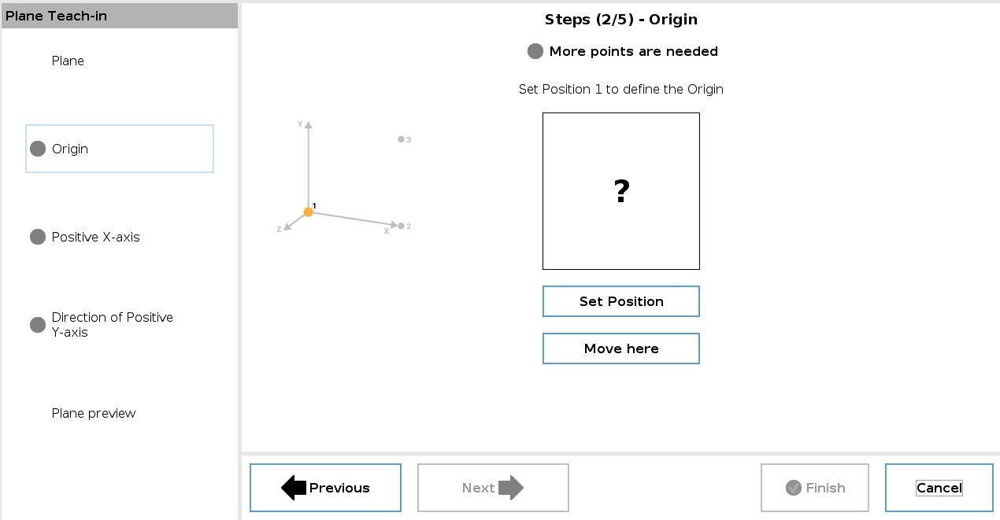 Plane Teach-in
Plane
Origin
Positive X-axis
Direction of Positive
Y-axis
Plane preview
Steps (2/5) - Origin
More points are needed
Set Position 1 to define the Origin
Y
3
1
Z
X
2
?
Set Position
Move here
Previous
Next
Finish
Cancel